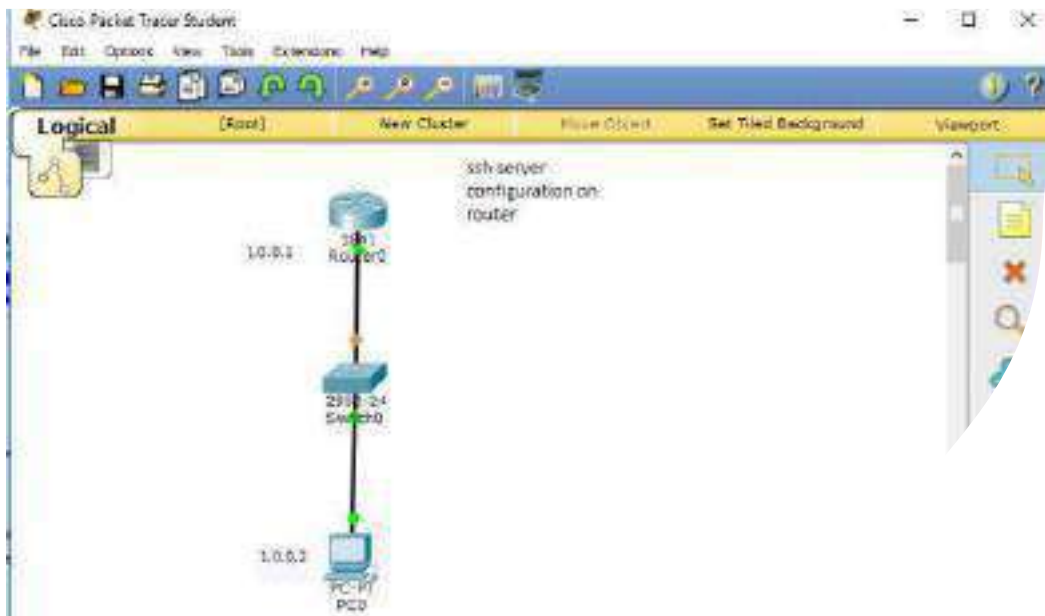 Cisco Packet Tracer Student
File Edit Options View Tools Extensions Help
Logical [Root] New Cluster Move Object Set Tiled Background Viewport
ssh server
configuration on
router
1.0.0.1
1841
Router0
Switch0
1.0.0.2
PC-PT
PC0